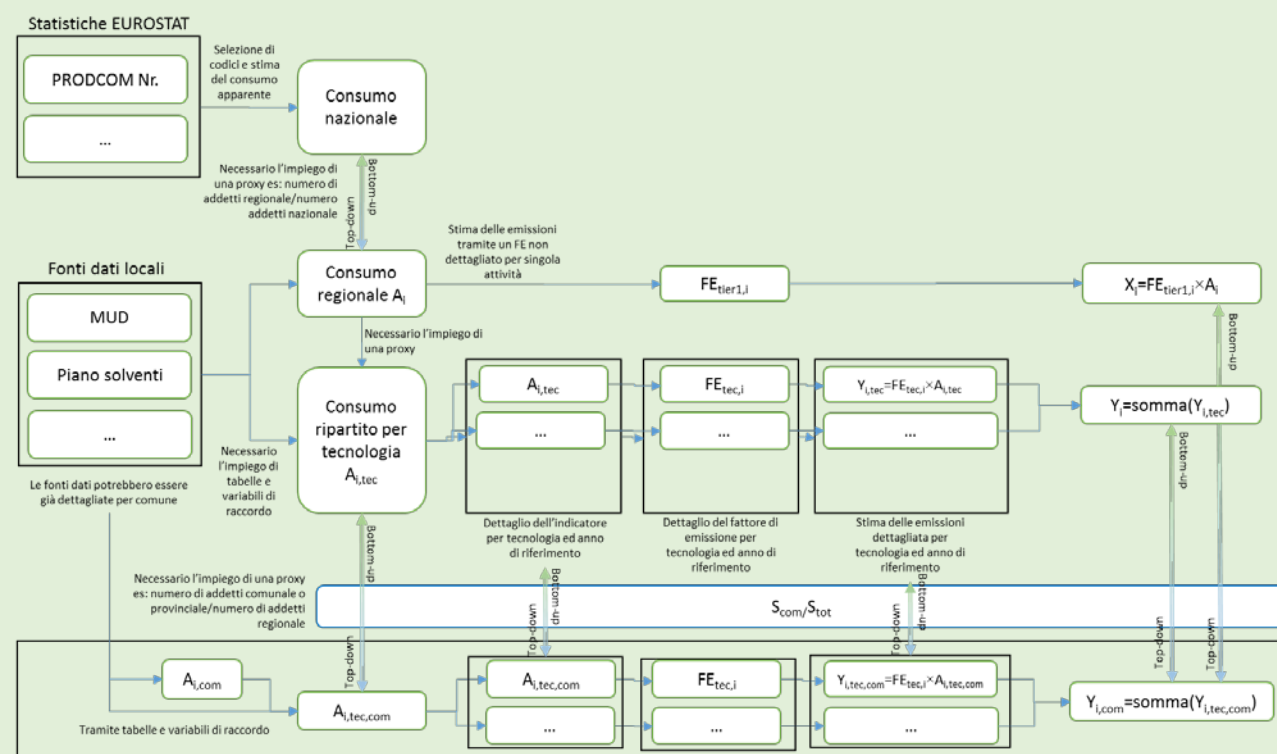 Statistiche EUROSTAT
PRODCOM Nr.
...
Selezione di
codici e stima
del consumo
apparente
Consumo
nazionale
Necessario l'impiego di
una proxy es: numero di
addetti regionale/numero
addetti nazionale
Top-down
Bottom-up
Fonti dati locali
MUD
Piano solventi
...
Le fonti dati potrebbero essere
già dettagliate per comune
Consumo
regionale Ai
Stima delle emissioni
tramite un FE non
dettagliato per singola
attività
FEtier1,i
Xi=FEtier1,i×Ai
Necessario l'impiego di
una proxy
Necessario
l'impiego di
tabelle e
variabili di
raccordo
Consumo
ripartito per
tecnologia
Ai,tec
Ai,tec
...
Dettaglio dell'indicatore
per tecnologia ed anno
di riferimento
FEtec,i
...
Dettaglio del fattore di
emissione per
tecnologia ed anno di
riferimento
Yi,tec=FEtec,i×Ai,tec
...
Stima delle emissioni
dettagliata per
tecnologia ed anno di
riferimento
Yi=somma(Yi,tec)
Bottom-up
Bottom-up
Necessario l'impiego di una proxy
es: numero di addetti comunale o
provinciale/numero di addetti
regionale
Bottom-up
Bottom-up
Bottom-up
Scom/Stot
Top-down
Top-down
Top-down
Top-down
Top-down
Ai,com
Ai,tec,com
Tramite tabelle e variabili di raccordo
Ai,tec,com
...
FEtec,i
...
Yi,tec,com=FEtec,i×Ai,tec,com
...
Yi,com=somma(Yi,tec,com)